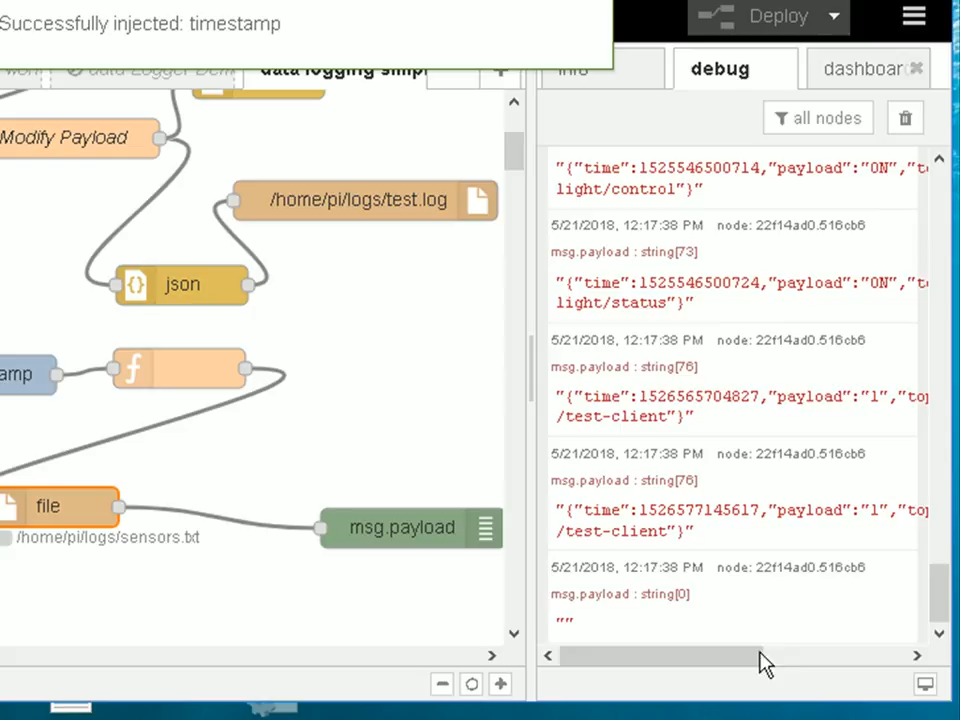 Successfully injected: timestamp
Deploy
data logging simpl
info
debug
dashboar
all nodes
Modify Payload
/home/pi/logs/test.log
json
amp
file
/home/pi/logs/sensors.txt
msg.payload
"{"time":1525546500714,"payload":"ON","to
light/control"}"
5/21/2018, 12:17:38 PM node: 22f14ad0.516cb6
msg.payload : string[73]
"{"time":1525546500724,"payload":"ON","to
light/status"}"
5/21/2018, 12:17:38 PM node: 22f14ad0.516cb6
msg.payload : string[76]
"{"time":1526565704827,"payload":"1","top
/test-client"}"
5/21/2018, 12:17:38 PM node: 22f14ad0.516cb6
msg.payload : string[76]
"{"time":1526577145617,"payload":"1","top
/test-client"}"
5/21/2018, 12:17:38 PM node: 22f14ad0.516cb6
msg.payload : string[0]
""